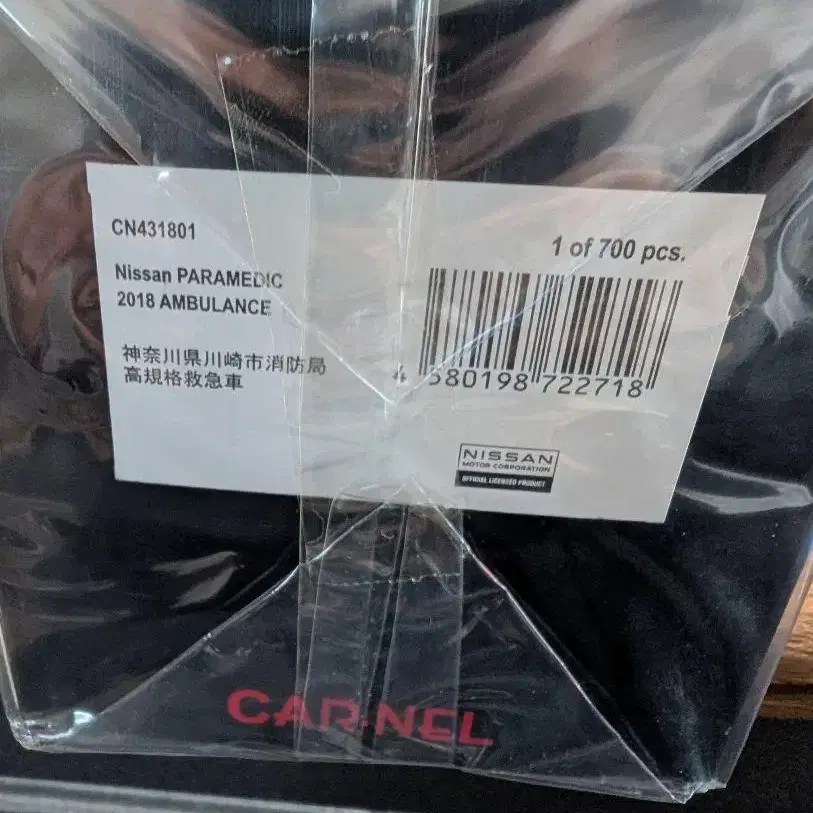 CN431801
1 of 700 pcs.
Nissan PARAMEDIC
2018 AMBULANCE
神奈川県川崎市消防局
高規格救急車
4 580198 722718
NISSAN
MOTOR CORPORATION
OFFICIAL LICENSED PRODUCT
CAR·NEL